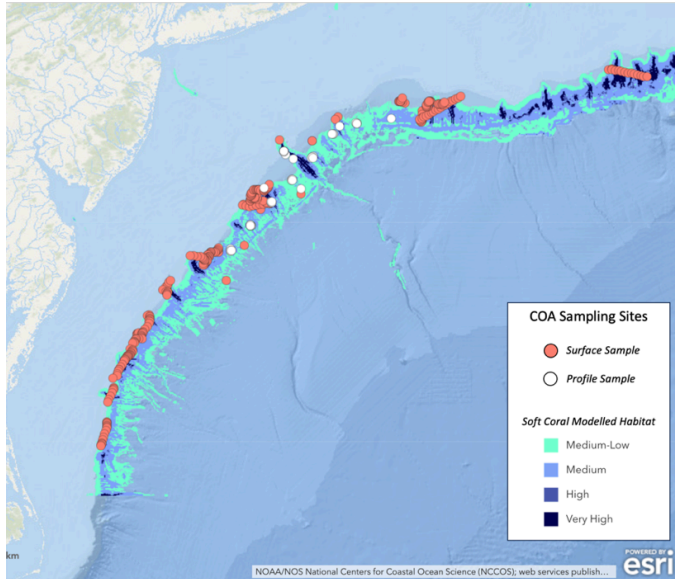 COA Sampling Sites
Surface Sample
Profile Sample
Soft Coral Modelled Habitat
Medium-Low
Medium
High
Very High
km
POWERED BY
esri
NOAA/NOS National Centers for Coastal Ocean Science (NCCOS); web services publish...